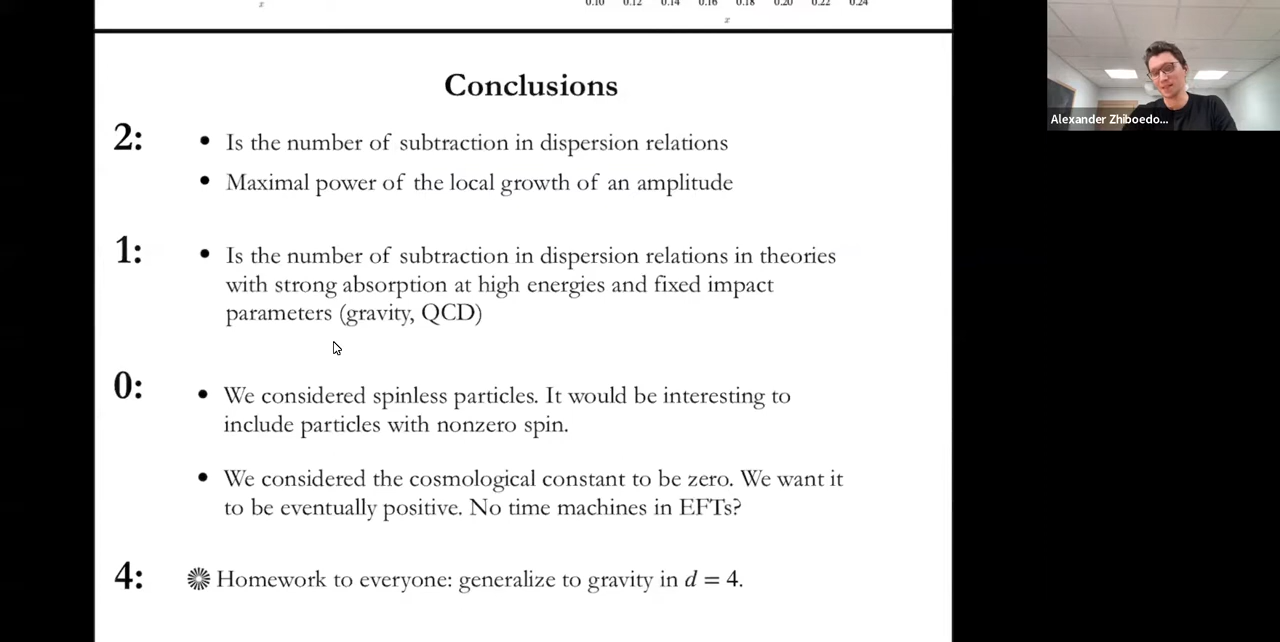 x
0.10 0.12 0.14 0.16 0.18 0.20 0.22 0.24
x
Alexander Zhiboedo...
Conclusions
2:
• Is the number of subtraction in dispersion relations
• Maximal power of the local growth of an amplitude
1:
• Is the number of subtraction in dispersion relations in theories
with strong absorption at high energies and fixed impact
parameters (gravity, QCD)
0:
• We considered spinless particles. It would be interesting to
include particles with nonzero spin.
• We considered the cosmological constant to be zero. We want it
to be eventually positive. No time machines in EFTs?
4:
Homework to everyone: generalize to gravity in d = 4.